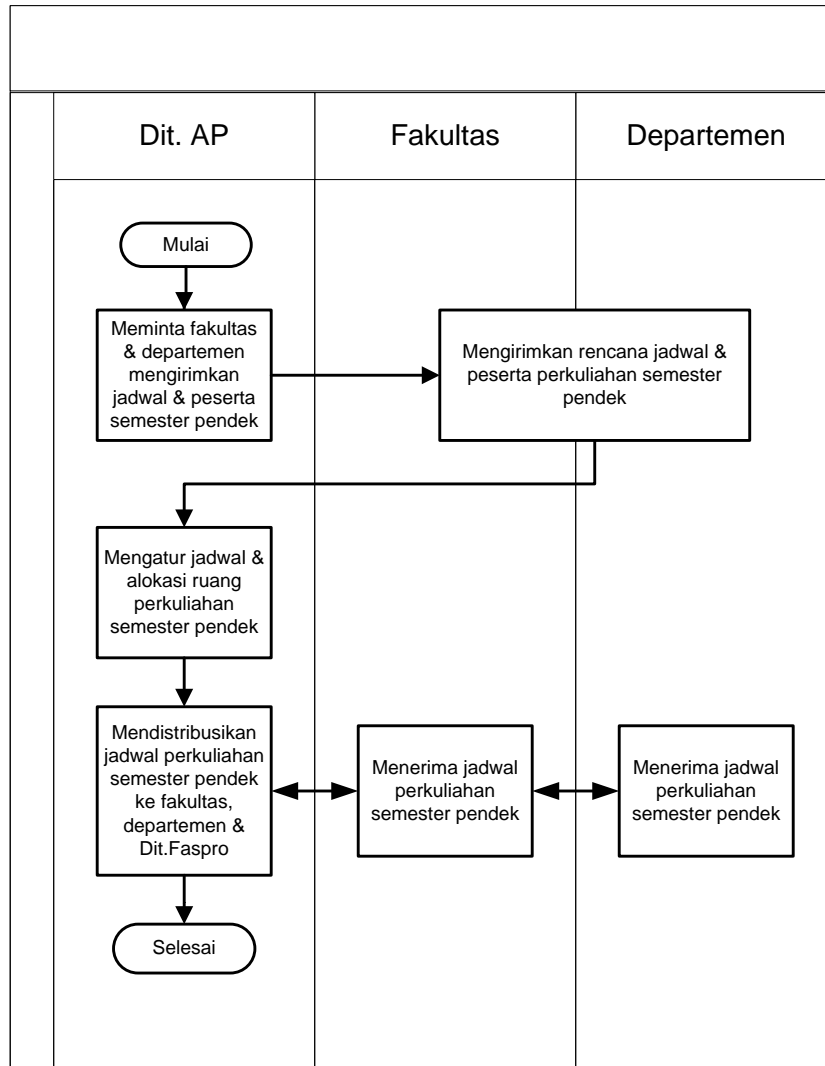 Dit. AP
Fakultas
Departemen
Mulai
Meminta fakultas
& departemen
mengirimkan
jadwal & peserta
semester pendek
Mengirimkan rencana jadwal &
peserta perkuliahan semester
pendek
Mengatur jadwal &
alokasi ruang
perkuliahan
semester pendek
Mendistribusikan
jadwal perkuliahan
semester pendek
ke fakultas,
departemen &
Dit.Faspro
Menerima jadwal
perkuliahan
semester pendek
Menerima jadwal
perkuliahan
semester pendek
Selesai